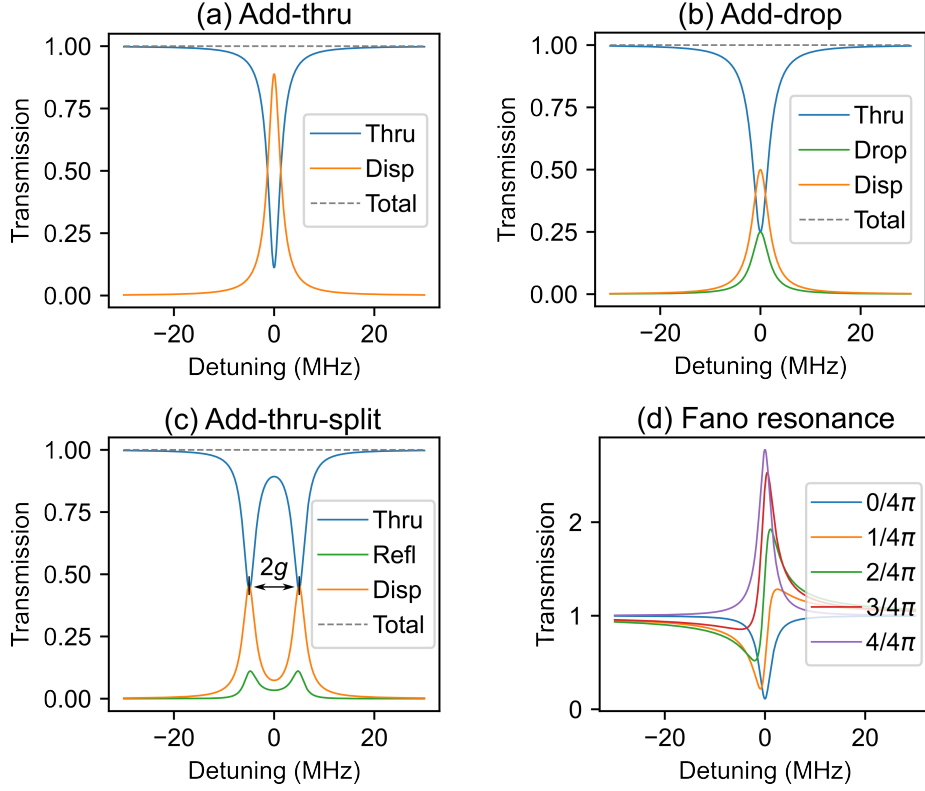 (a) Add-thru
Transmission
1.00
0.75
0.50
0.25
0.00
Thru
Disp
Total
−20
0
20
Detuning (MHz)
(b) Add-drop
Transmission
1.00
0.75
0.50
0.25
0.00
Thru
Drop
Disp
Total
−20
0
20
Detuning (MHz)
(c) Add-thru-split
Transmission
1.00
0.75
0.50
0.25
0.00
2g
Thru
Refl
Disp
Total
−20
0
20
Detuning (MHz)
(d) Fano resonance
Transmission
2
1
0
0/4π
1/4π
2/4π
3/4π
4/4π
−20
0
20
Detuning (MHz)